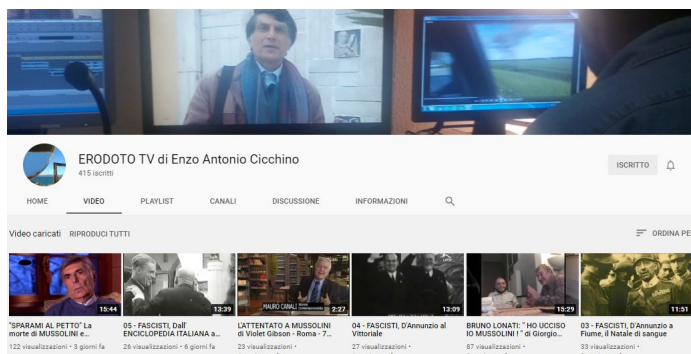 ERODOTO TV di Enzo Antonio Cicchino
415 iscritti
ISCRITTO
HOME VIDEO PLAYLIST CANALI DISCUSSIONE INFORMAZIONI
Video caricati RIPRODUCI TUTTI ORDINA PE
15:44 13:39 MAURO CANALI 2:27 13:09 15:29 11:51
"SPARAMI AL PETTO" La
morte di MUSSOLINI e...
122 visualizzazioni • 3 giorni fa
05 - FASCISTI, Dall'
ENCICLOPEDIA ITALIANA a...
26 visualizzazioni • 6 giorni fa
L'ATTENTATO A MUSSOLINI
di Violet Gibson - Roma - 7...
23 visualizzazioni •
04 - FASCISTI, D'Annunzio al
Vittoriale
27 visualizzazioni •
BRUNO LONATI: " HO UCCISO
IO MUSSOLINI ! " di Giorgio...
87 visualizzazioni •
03 - FASCISTI, D'Annunzio a
Fiume, il Natale di sangue
33 visualizzazioni •